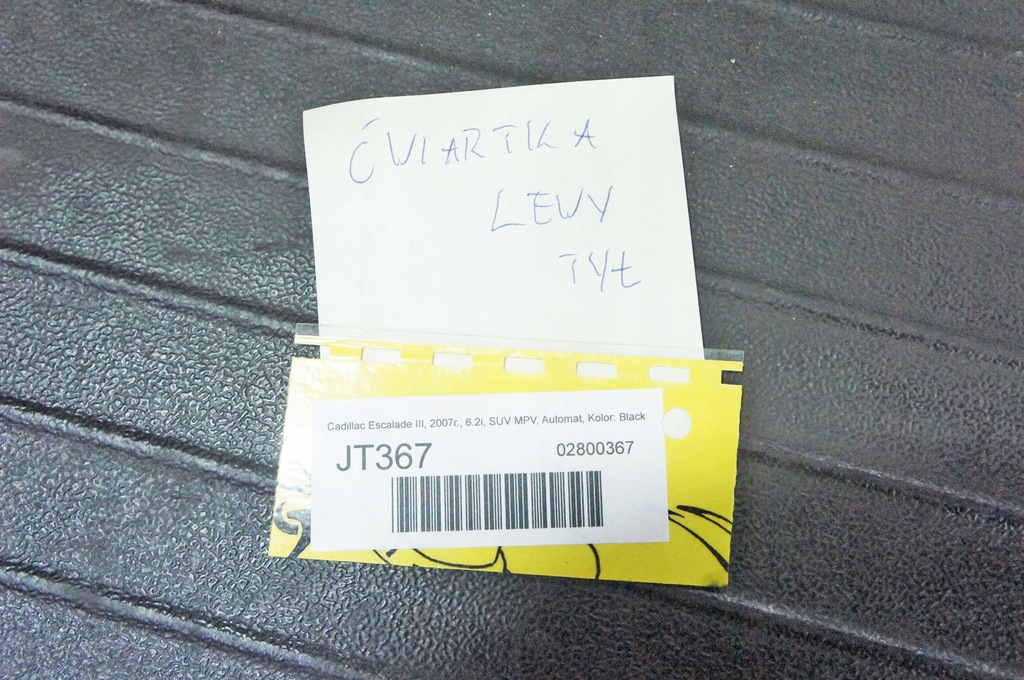 ĆWIARTKA
LEWY
TYŁ
Cadillac Escalade III, 2007r., 6.2i, SUV MPV, Automat, Kolor: Black
JT367
02800367